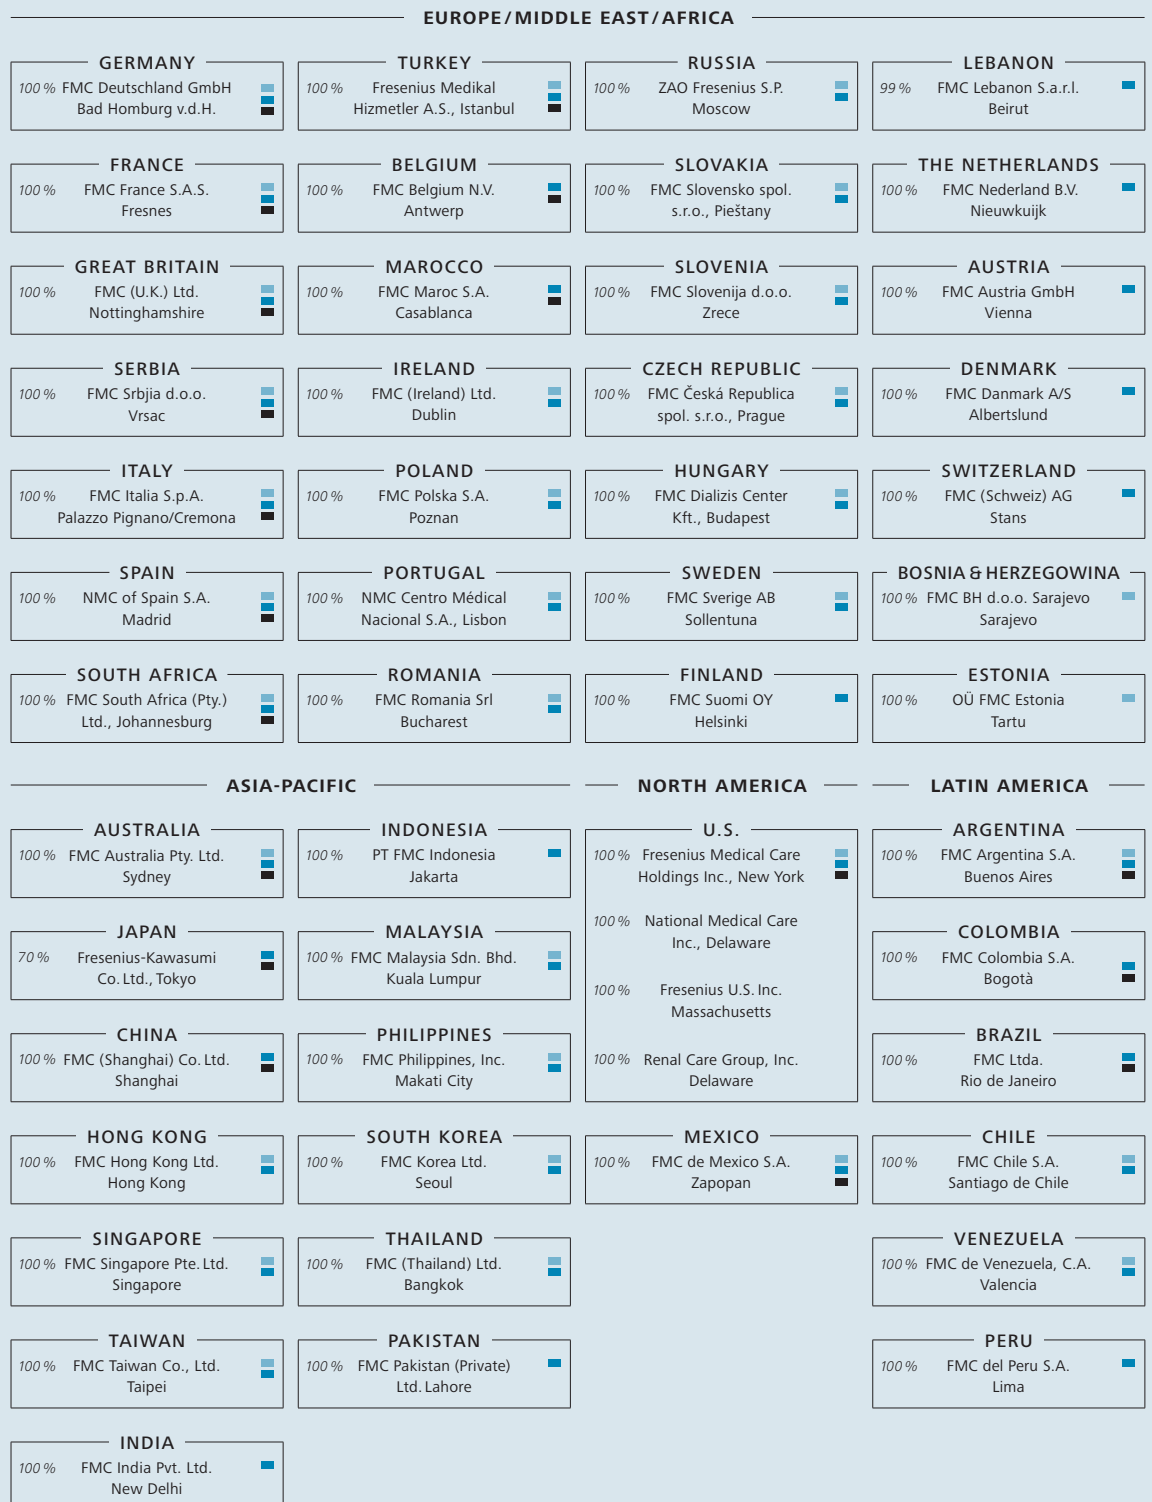 EUROPE/MIDDLE EAST/AFRICA
GERMANY
100 % FMC Deutschland GmbH
Bad Homburg v.d.H.
TURKEY
100 % Fresenius Medikal
Hizmetler A.S., Istanbul
RUSSIA
100 % ZAO Fresenius S.P.
Moscow
LEBANON
99 % FMC Lebanon S.a.r.l.
Beirut
FRANCE
100 % FMC France S.A.S.
Fresnes
BELGIUM
100 % FMC Belgium N.V.
Antwerp
SLOVAKIA
100 % FMC Slovensko spol.
s.r.o., Pieštany
THE NETHERLANDS
100 % FMC Nederland B.V.
Nieuwkuijk
GREAT BRITAIN
100 % FMC (U.K.) Ltd.
Nottinghamshire
MAROCCO
100 % FMC Maroc S.A.
Casablanca
SLOVENIA
100 % FMC Slovenija d.o.o.
Zrece
AUSTRIA
100 % FMC Austria GmbH
Vienna
SERBIA
100 % FMC Srbjia d.o.o.
Vrsac
IRELAND
100 % FMC (Ireland) Ltd.
Dublin
CZECH REPUBLIC
100 % FMC Česká Republica
spol. s.r.o., Prague
DENMARK
100 % FMC Danmark A/S
Albertslund
ITALY
100 % FMC Italia S.p.A.
Palazzo Pignano/Cremona
POLAND
100 % FMC Polska S.A.
Poznan
HUNGARY
100 % FMC Dializis Center
Kft., Budapest
SWITZERLAND
100 % FMC (Schweiz) AG
Stans
SPAIN
100 % NMC of Spain S.A.
Madrid
PORTUGAL
100 % NMC Centro Médical
Nacional S.A., Lisbon
SWEDEN
100 % FMC Sverige AB
Sollentuna
BOSNIA & HERZEGOWINA
100 % FMC BH d.o.o. Sarajevo
Sarajevo
SOUTH AFRICA
100 % FMC South Africa (Pty.)
Ltd., Johannesburg
ROMANIA
100 % FMC Romania Srl
Bucharest
FINLAND
100 % FMC Suomi OY
Helsinki
ESTONIA
100 % OÜ FMC Estonia
Tartu
ASIA-PACIFIC
NORTH AMERICA
LATIN AMERICA
AUSTRALIA
100 % FMC Australia Pty. Ltd.
Sydney
INDONESIA
100 % PT FMC Indonesia
Jakarta
U.S.
100 % Fresenius Medical Care
Holdings Inc., New York
100 % National Medical Care
Inc., Delaware
100 % Fresenius U.S. Inc.
Massachusetts
100 % Renal Care Group, Inc.
Delaware
ARGENTINA
100 % FMC Argentina S.A.
Buenos Aires
JAPAN
70 % Fresenius-Kawasumi
Co. Ltd., Tokyo
MALAYSIA
100 % FMC Malaysia Sdn. Bhd.
Kuala Lumpur
COLOMBIA
100 % FMC Colombia S.A.
Bogotà
CHINA
100 % FMC (Shanghai) Co. Ltd.
Shanghai
PHILIPPINES
100 % FMC Philippines, Inc.
Makati City
BRAZIL
100 % FMC Ltda.
Rio de Janeiro
HONG KONG
100 % FMC Hong Kong Ltd.
Hong Kong
SOUTH KOREA
100 % FMC Korea Ltd.
Seoul
MEXICO
100 % FMC de Mexico S.A.
Zapopan
CHILE
100 % FMC Chile S.A.
Santiago de Chile
SINGAPORE
100 % FMC Singapore Pte. Ltd.
Singapore
THAILAND
100 % FMC (Thailand) Ltd.
Bangkok
VENEZUELA
100 % FMC de Venezuela, C.A.
Valencia
TAIWAN
100 % FMC Taiwan Co., Ltd.
Taipei
PAKISTAN
100 % FMC Pakistan (Private)
Ltd. Lahore
PERU
100 % FMC del Peru S.A.
Lima
INDIA
100 % FMC India Pvt. Ltd.
New Delhi